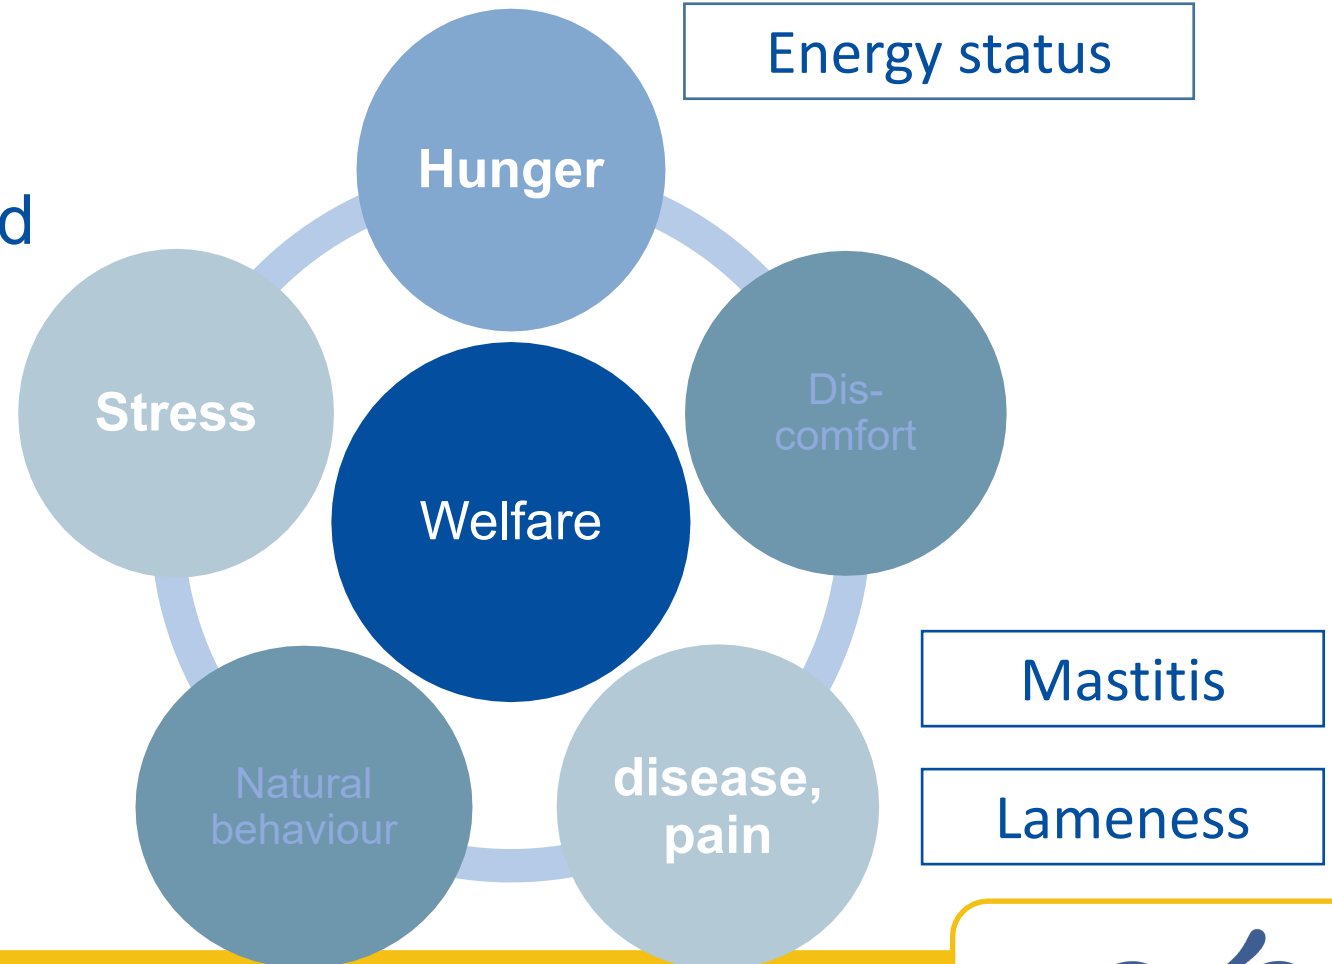 Energy status
Hunger
d
Stress
Dis-
comfort
Welfare
Mastitis
Natural
behaviour
disease,
pain
Lameness